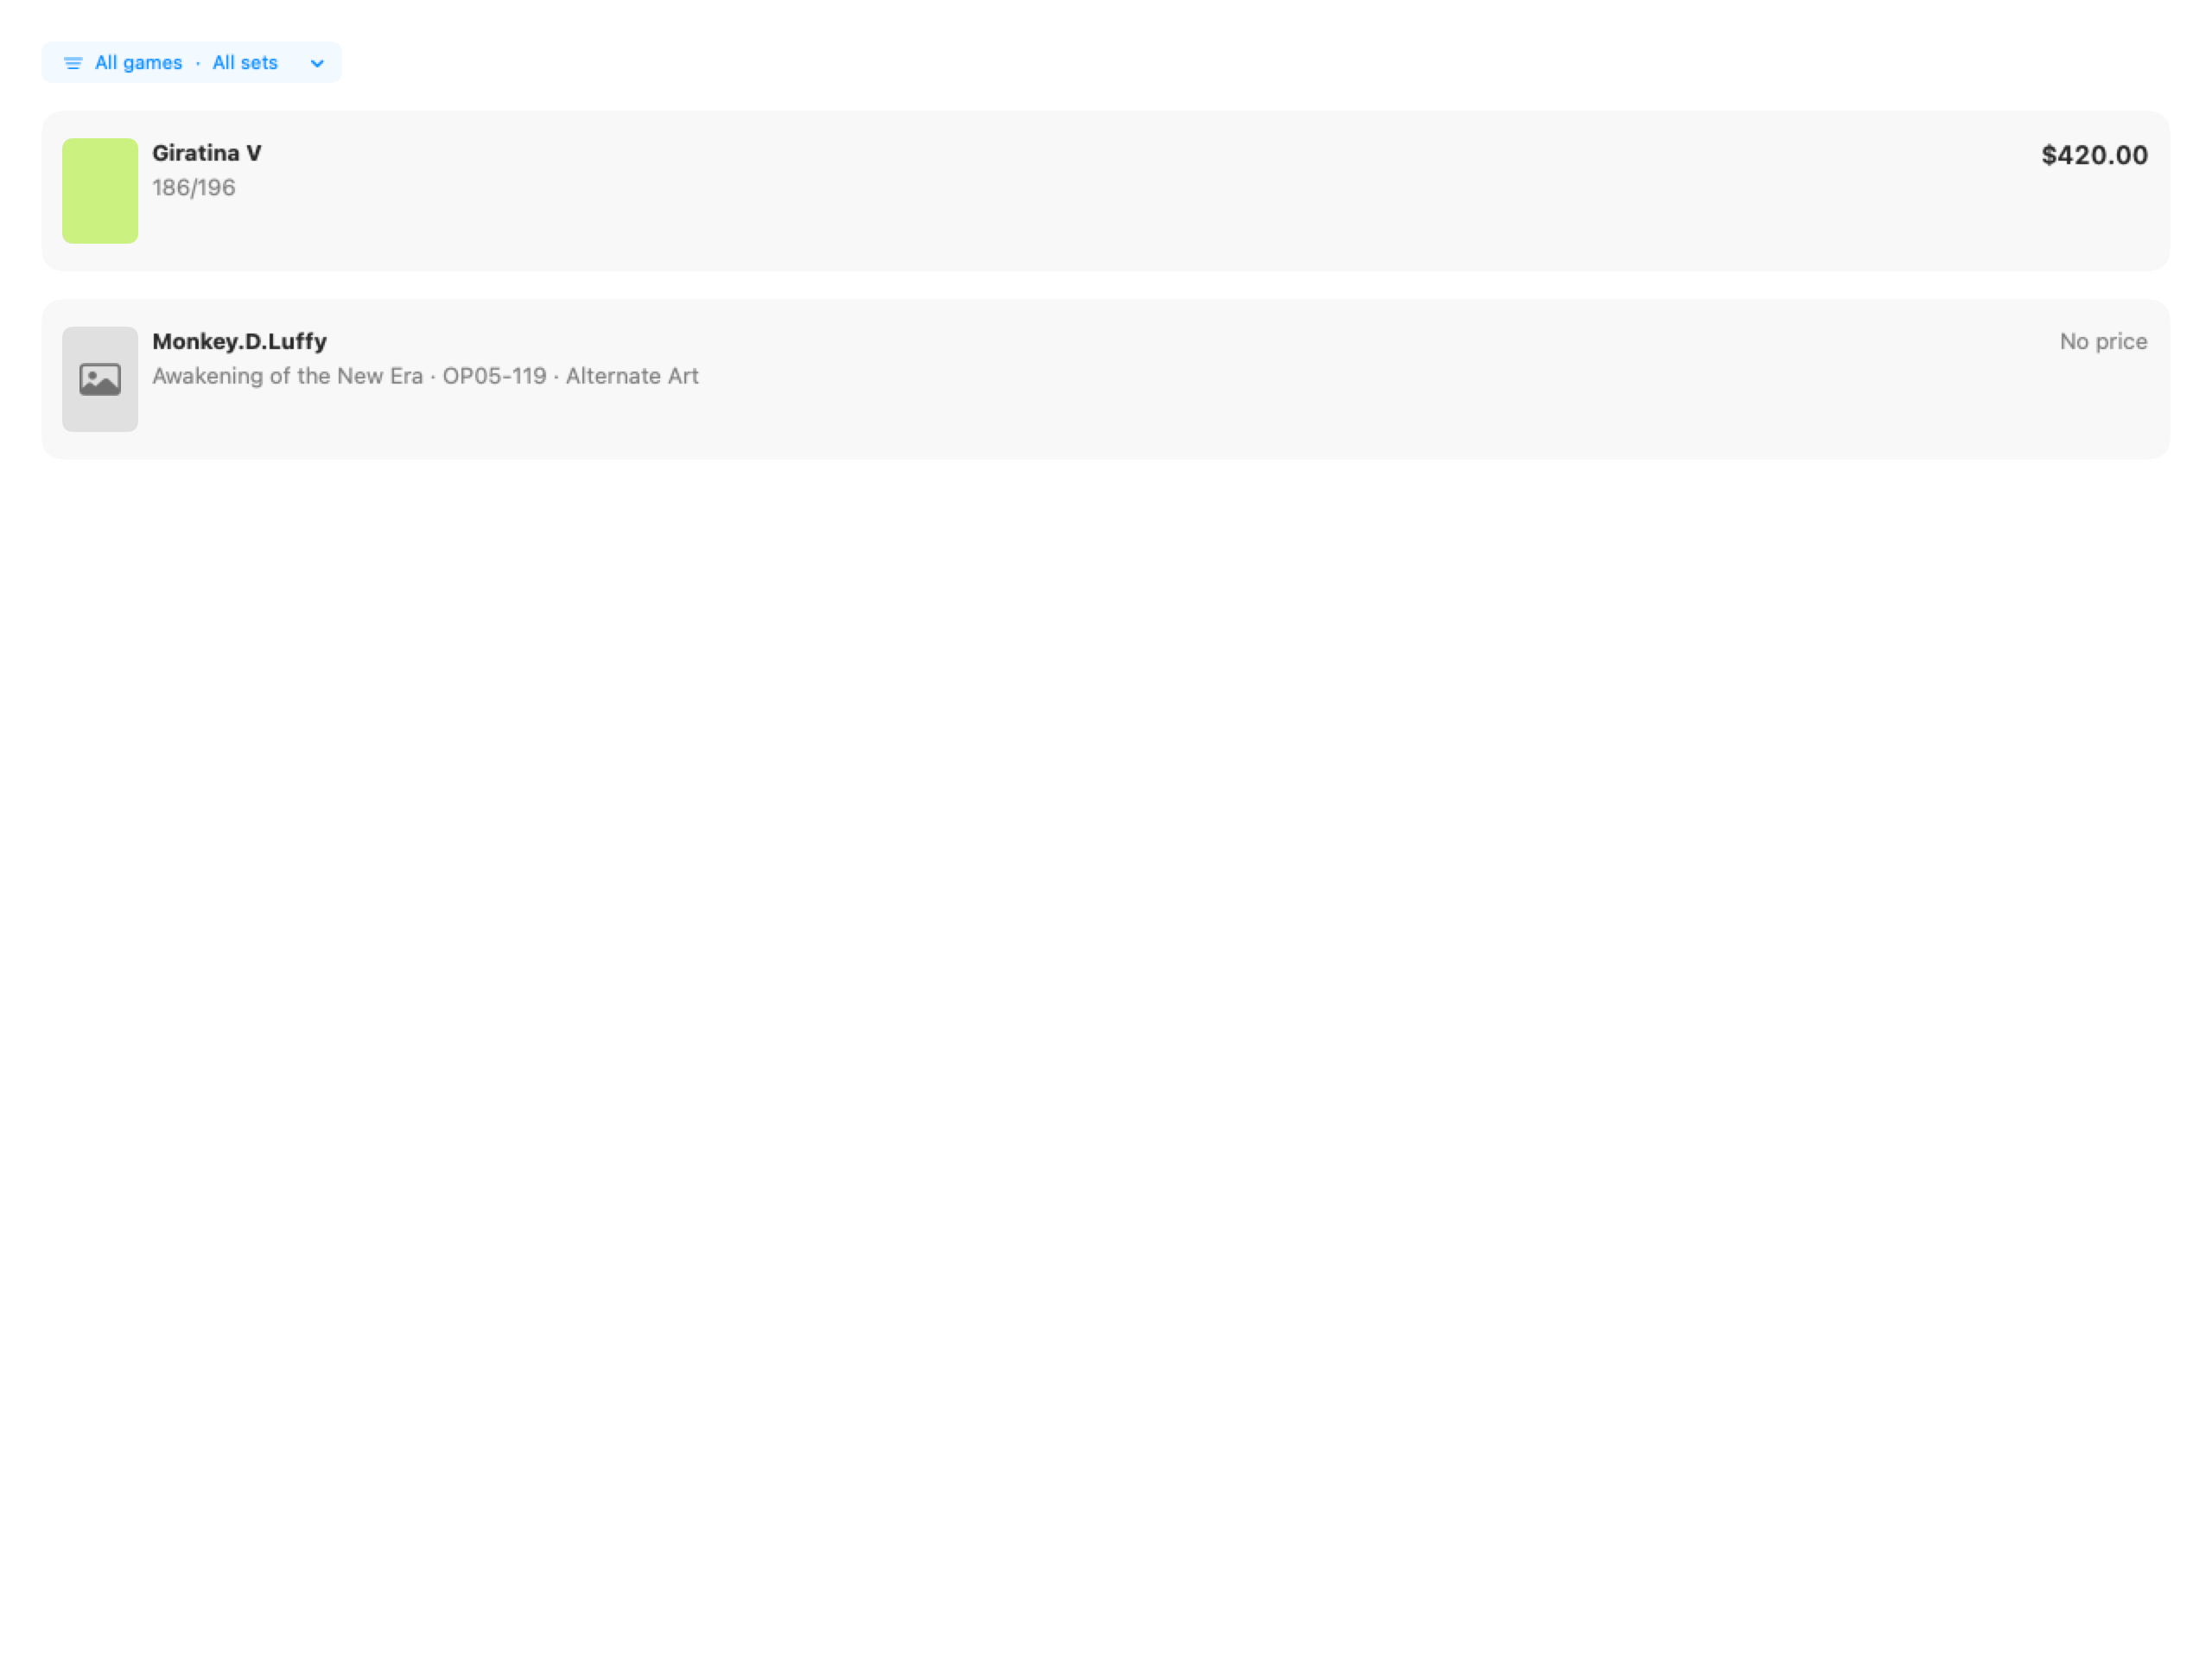 All games · All sets
Giratina V
$420.00
186/196
Monkey.D.Luffy
No price
Awakening of the New Era · OP05-119 · Alternate Art